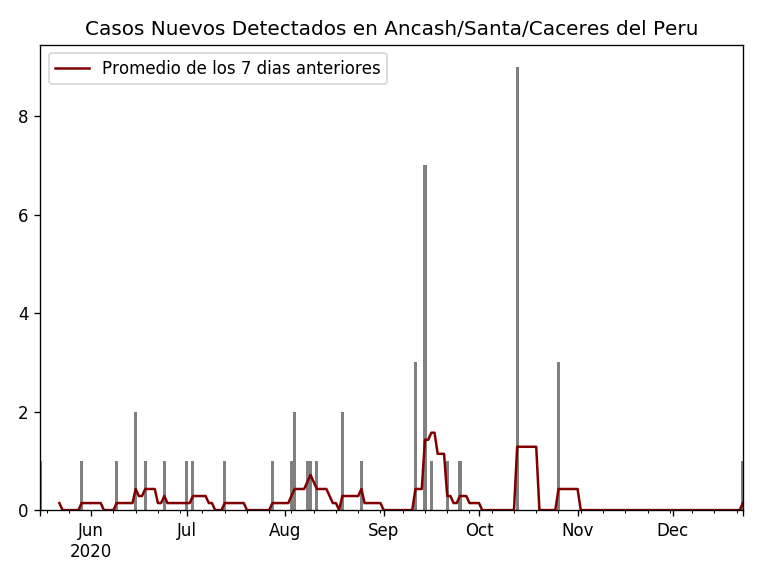 Casos Nuevos Detectados en Ancash/Santa/Caceres del Peru
Promedio de los 7 dias anteriores
8
6
4
2
0
Jun Jul Aug Sep Oct Nov Dec
2020